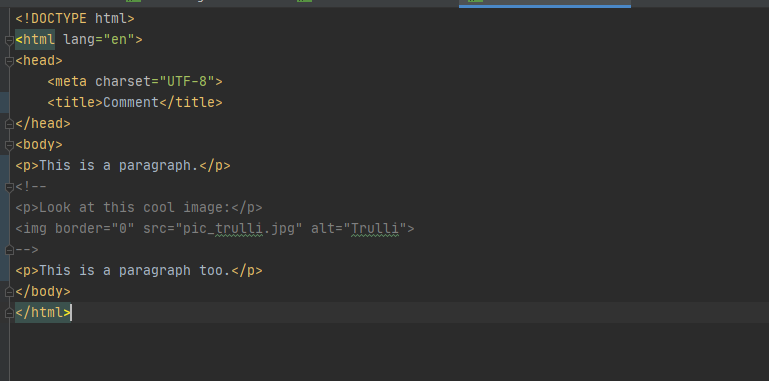 <!DOCTYPE html>
<html lang="en">
<head>
    <meta charset="UTF-8">
    <title>Comment</title>
</head>
<body>
<p>This is a paragraph.</p>
<!--
<p>Look at this cool image:</p>
<img border="0" src="pic_trulli.jpg" alt="Trulli">
-->
<p>This is a paragraph too.</p>
</body>
</html>